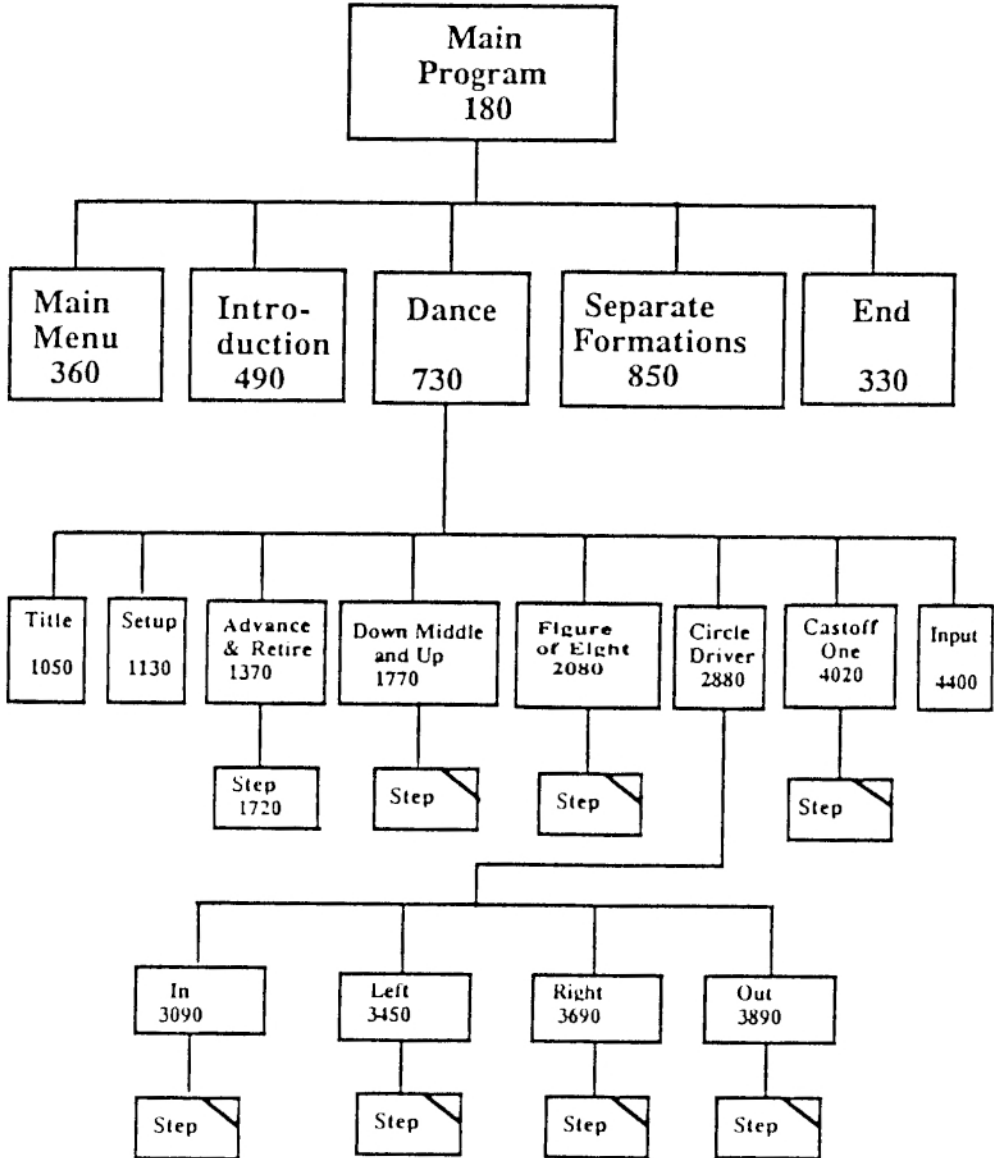 Main
Program
180
Main
Menu
360
Intro-
duction
490
Dance
730
Separate
Formations
850
End
330
Title
1050
Setup
1130
Advance
& Retire
1370
Down Middle
and Up
1770
Figure
of Eight
2080
Circle
Driver
2880
Castoff
One
4020
Input
4400
Step
1720
Step
Step
Step
In
3090
Left
3450
Right
3690
Out
3890
Step
Step
Step
Step